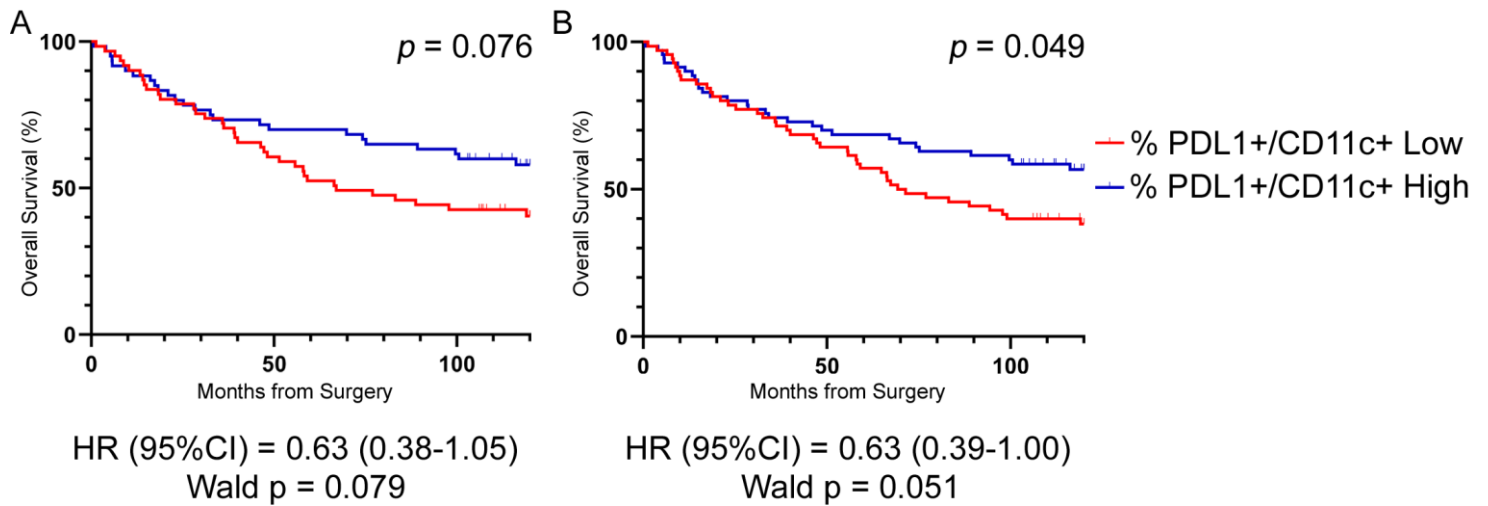 A
p = 0.076
100
50
0
Overall Survival (%)
0
50
100
Months from Surgery
HR (95%CI) = 0.63 (0.38-1.05)
Wald p = 0.079
B
p = 0.049
100
50
0
Overall Survival (%)
0
50
100
Months from Surgery
HR (95%CI) = 0.63 (0.39-1.00)
Wald p = 0.051
% PDL1+/CD11c+ Low
% PDL1+/CD11c+ High